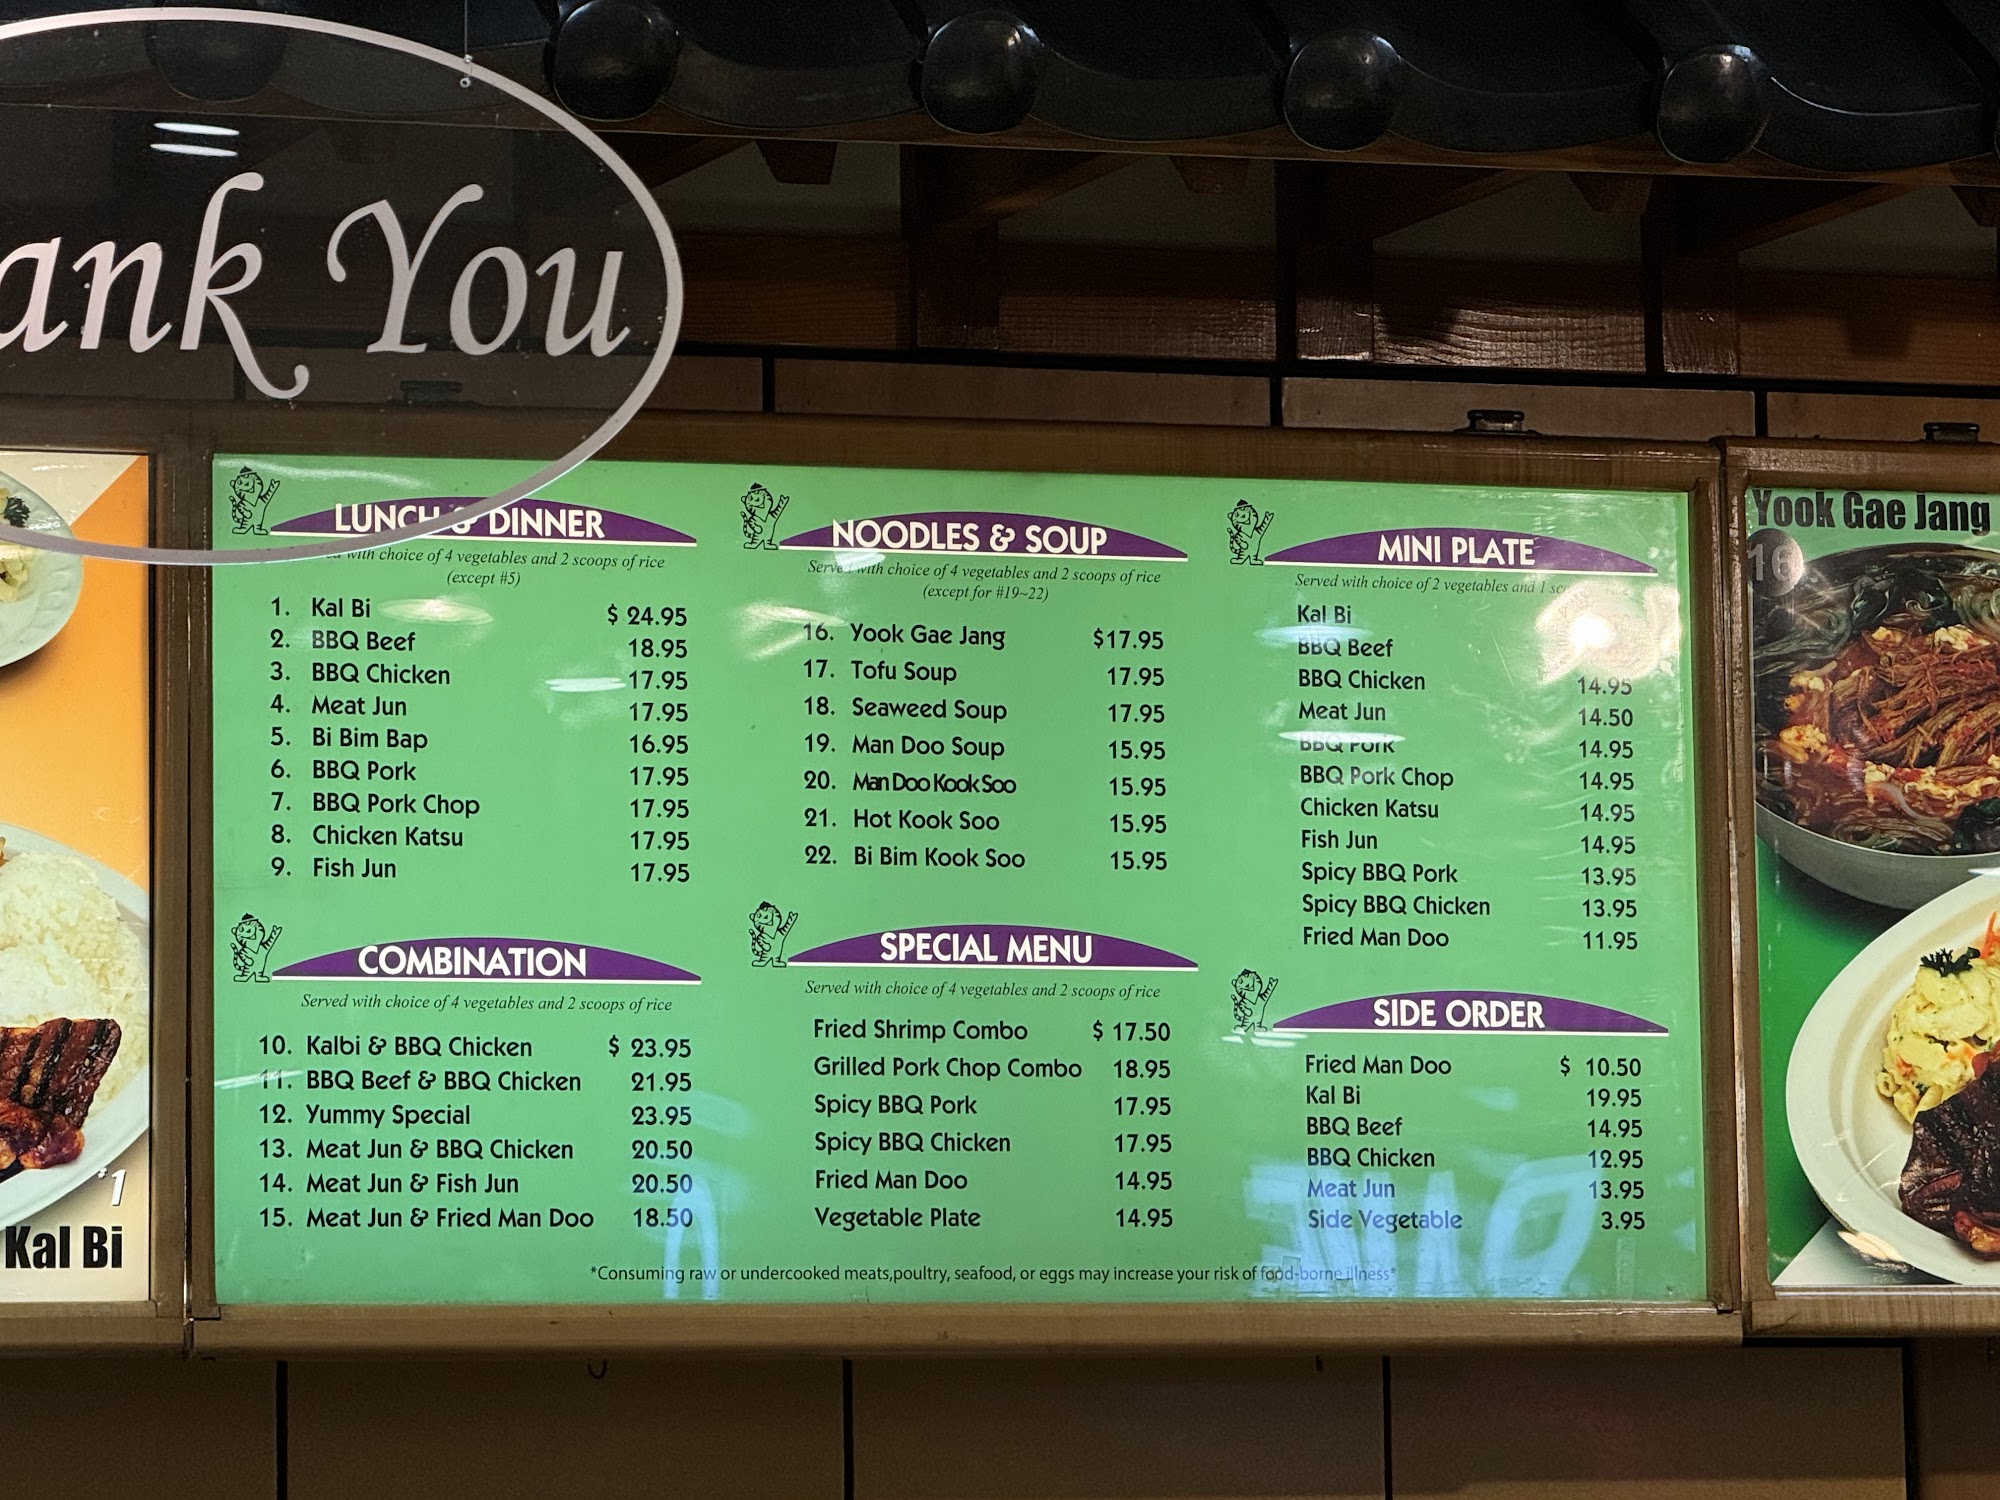 ank You
LUNCH & DINNER
with choice of 4 vegetables and 2 scoops of rice
(except #5)
1. Kal Bi $ 24.95
2. BBQ Beef 18.95
3. BBQ Chicken 17.95
4. Meat Jun 17.95
5. Bi Bim Bap 16.95
6. BBQ Pork 17.95
7. BBQ Pork Chop 17.95
8. Chicken Katsu 17.95
9. Fish Jun 17.95
COMBINATION
Served with choice of 4 vegetables and 2 scoops of rice
10. Kalbi & BBQ Chicken $ 23.95
11. BBQ Beef & BBQ Chicken 21.95
12. Yummy Special 23.95
13. Meat Jun & BBQ Chicken 20.50
14. Meat Jun & Fish Jun 20.50
15. Meat Jun & Fried Man Doo 18.50
NOODLES & SOUP
Served with choice of 4 vegetables and 2 scoops of rice
(except for #19~22)
16. Yook Gae Jang $17.95
17. Tofu Soup 17.95
18. Seaweed Soup 17.95
19. Man Doo Soup 15.95
20. Man Doo Kook Soo 15.95
21. Hot Kook Soo 15.95
22. Bi Bim Kook Soo 15.95
SPECIAL MENU
Served with choice of 4 vegetables and 2 scoops of rice
Fried Shrimp Combo $ 17.50
Grilled Pork Chop Combo 18.95
Spicy BBQ Pork 17.95
Spicy BBQ Chicken 17.95
Fried Man Doo 14.95
Vegetable Plate 14.95
MINI PLATE
Served with choice of 2 vegetables and 1
Kal Bi
BBQ Beef
BBQ Chicken 14.95
Meat Jun 14.50
BBQ Pork 14.95
BBQ Pork Chop 14.95
Chicken Katsu 14.95
Fish Jun 14.95
Spicy BBQ Pork 13.95
Spicy BBQ Chicken 13.95
Fried Man Doo 11.95
SIDE ORDER
Fried Man Doo $ 10.50
Kal Bi 19.95
BBQ Beef 14.95
BBQ Chicken 12.95
Meat Jun 13.95
Side Vegetable 3.95
*Consuming raw or undercooked meats,poultry, seafood, or eggs may increase your risk of food-borne illness*
#1
Kal Bi
Yook Gae Jang
16